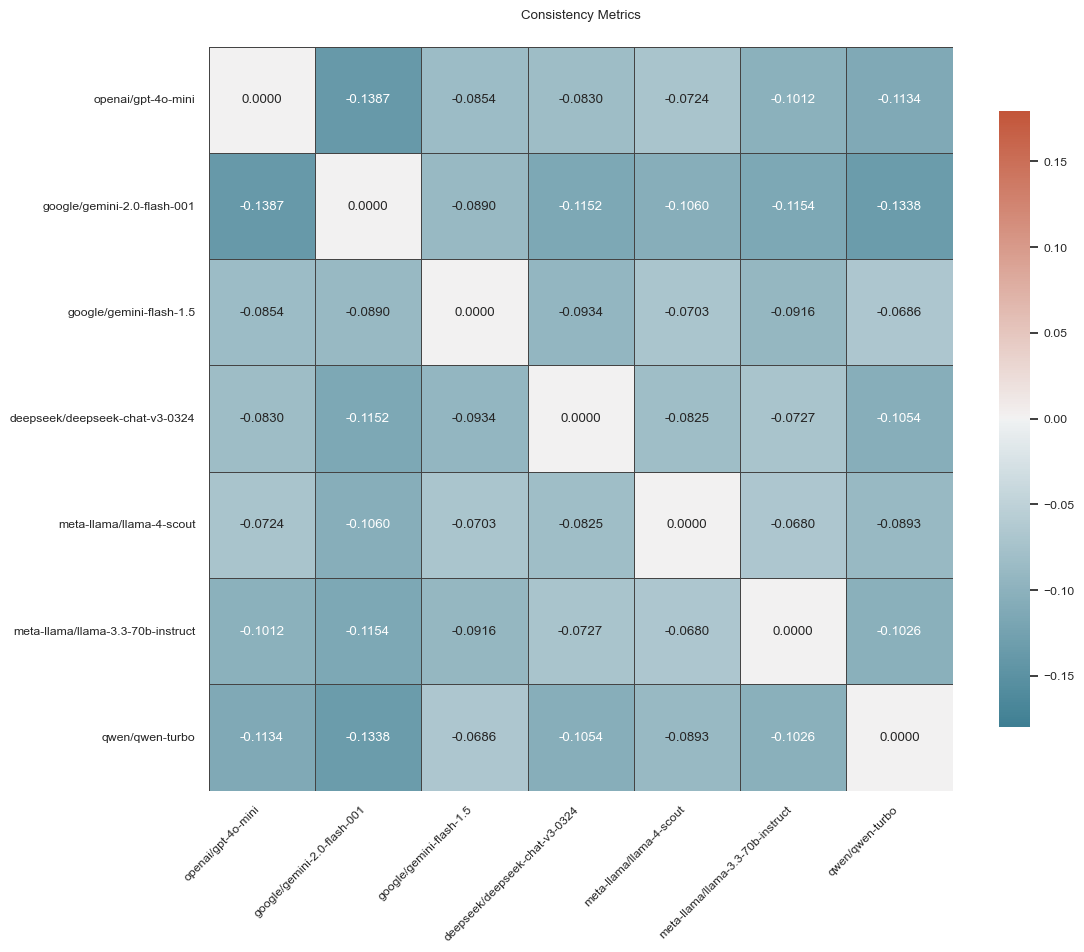 Consistency Metrics
openai/gpt-4o-mini 0.0000 -0.1387 -0.0854 -0.0830 -0.0724 -0.1012 -0.1134
google/gemini-2.0-flash-001 -0.1387 0.0000 -0.0890 -0.1152 -0.1060 -0.1154 -0.1338
google/gemini-flash-1.5 -0.0854 -0.0890 0.0000 -0.0934 -0.0703 -0.0916 -0.0686
deepseek/deepseek-chat-v3-0324 -0.0830 -0.1152 -0.0934 0.0000 -0.0825 -0.0727 -0.1054
meta-llama/llama-4-scout -0.0724 -0.1060 -0.0703 -0.0825 0.0000 -0.0680 -0.0893
meta-llama/llama-3.3-70b-instruct -0.1012 -0.1154 -0.0916 -0.0727 -0.0680 0.0000 -0.1026
qwen/qwen-turbo -0.1134 -0.1338 -0.0686 -0.1054 -0.0893 -0.1026 0.0000
openai/gpt-4o-mini
google/gemini-2.0-flash-001
google/gemini-flash-1.5
deepseek/deepseek-chat-v3-0324
meta-llama/llama-4-scout
meta-llama/llama-3.3-70b-instruct
qwen/qwen-turbo
0.15
0.10
0.05
0.00
−0.05
−0.10
−0.15